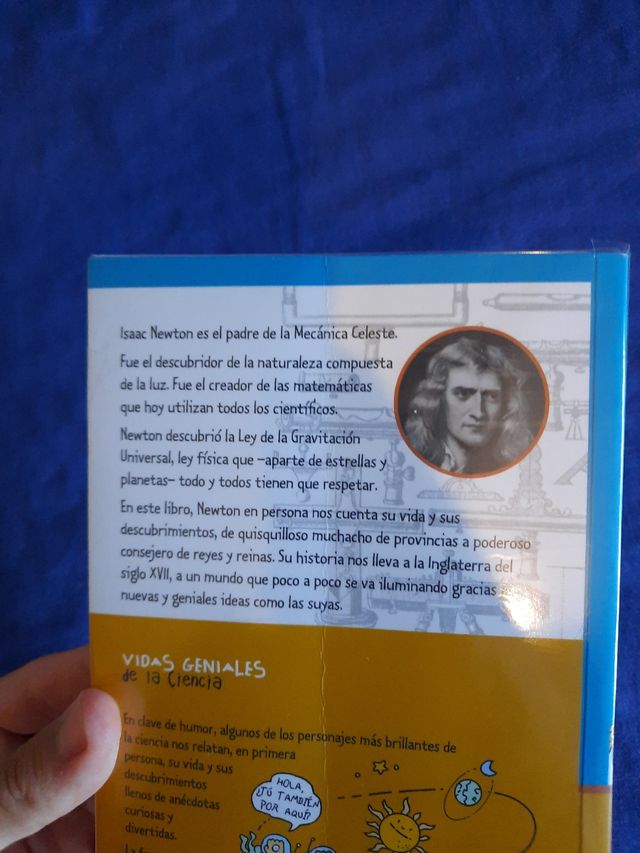 Isaac Newton es el padre de la Mecánica Celeste.
Fue el descubridor de la naturaleza compuesta
de la luz. Fue el creador de las matemáticas
que hoy utilizan todos los científicos.
Newton descubrió la Ley de la Gravitación
Universal, ley física que –aparte de estrellas y
planetas– todo y todos tienen que respetar.
En este libro, Newton en persona nos cuenta su vida y sus
descubrimientos, de quisquilloso muchacho de provincias a poderoso
consejero de reyes y reinas. Su historia nos lleva a la Inglaterra del
siglo XVII, a un mundo que poco a poco se va iluminando gracias a
nuevas y geniales ideas como las suyas.
VIDAS GENIALES
de la Ciencia
En clave de humor, algunos de los personajes más brillantes de
la ciencia nos relatan, en primera
persona, su vida y sus
descubrimientos
llenos de anécdotas
curiosas y
divertidas.
HOLA,
¿TÚ TAMBIÉN
POR AQUÍ?